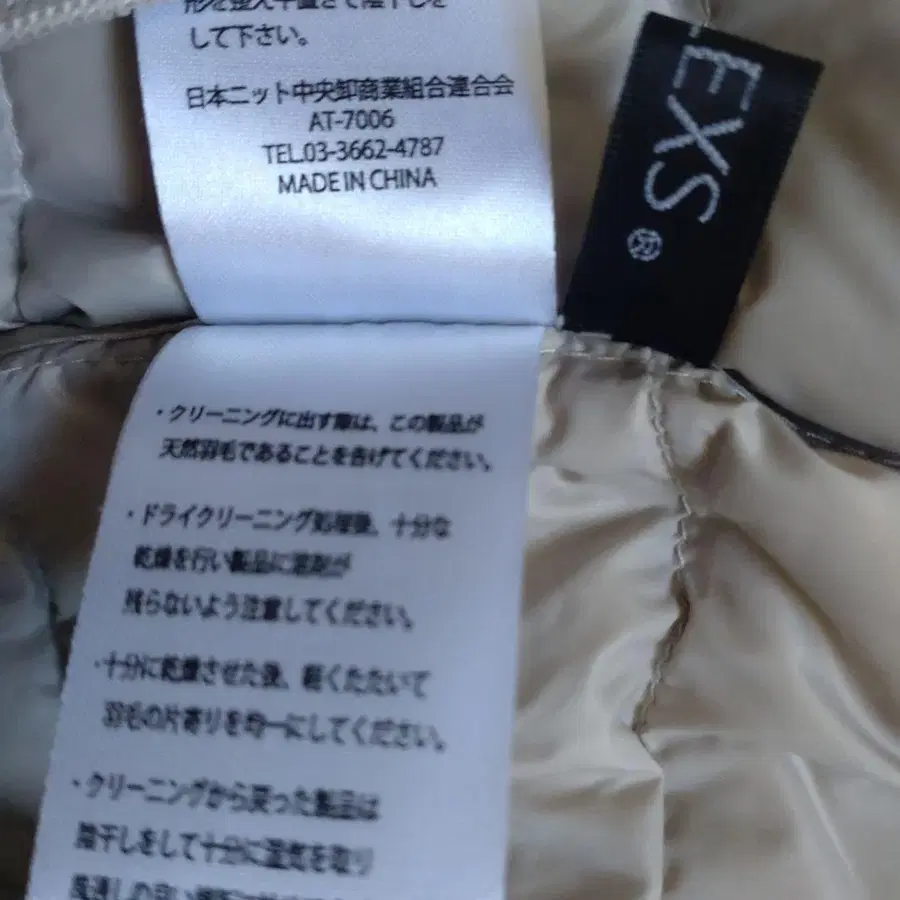 形を整え平置きで陰干しを
して下さい。
日本ニット中央卸商業組合連合会
AT-7006
TEL.03-3662-4787
MADE IN CHINA
EXS®
・クリーニングに出す際は、この製品が
天然羽毛であることを告げてください。
・ドライクリーニング処理後、十分な
乾燥を行い製品に溶剤が
残らないよう注意してください。
・十分に乾燥させた後、軽くたたいて
羽毛の片寄りを均一にしてください。
・クリーニングから戻った製品は
陰干しをして十分に湿気を取り
風通しの良い